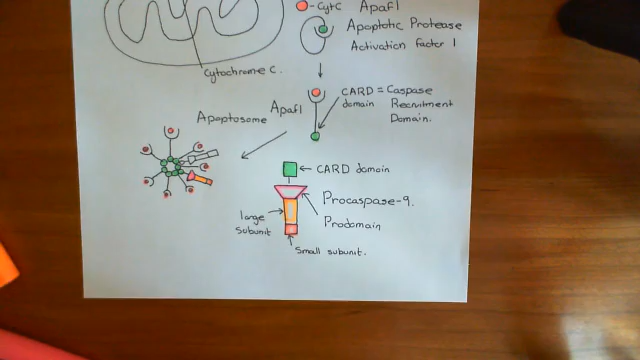 -Cytc Apaf1
Apoptotic Protease
Activation factor 1
Cytochrome C.
CARD = Caspase
domain Recruitment
Domain.
Apaf1
Apoptosome
CARD domain
Procaspase-9.
large
subunit
Prodomain
Small subunit.